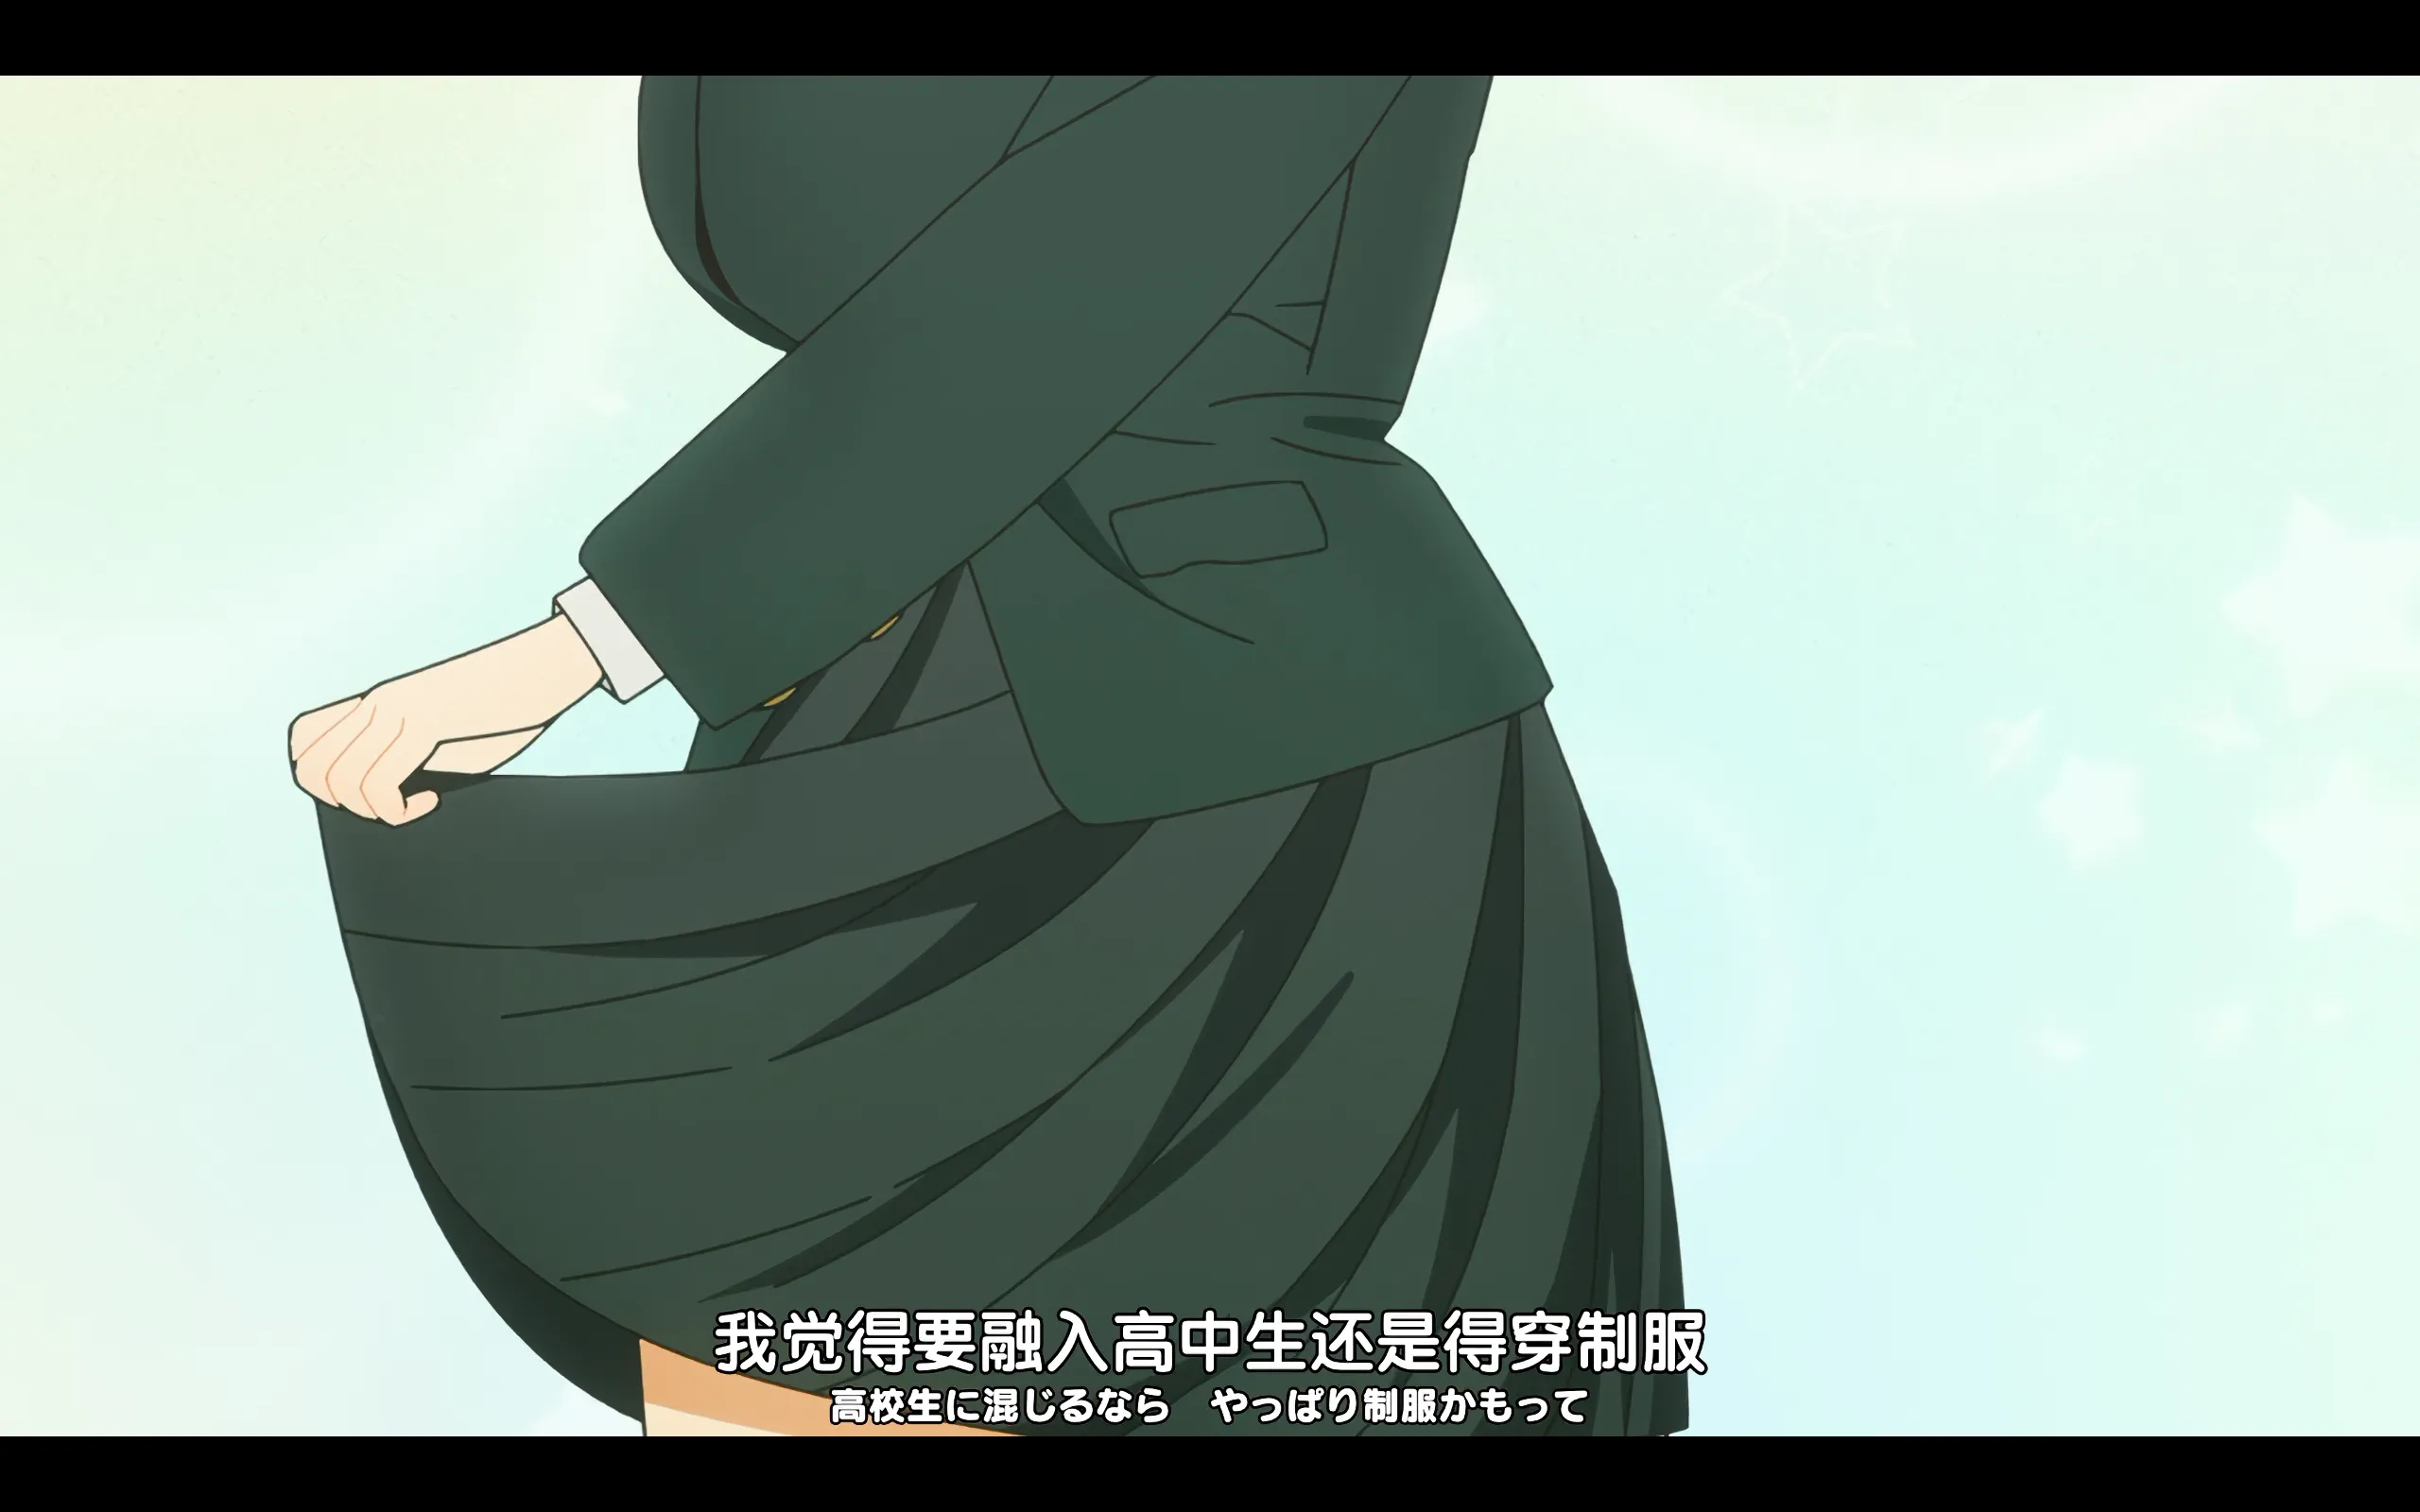 我觉得要融入高中生还是得穿制服
高校生に混じるなら　やっぱり制服かもって